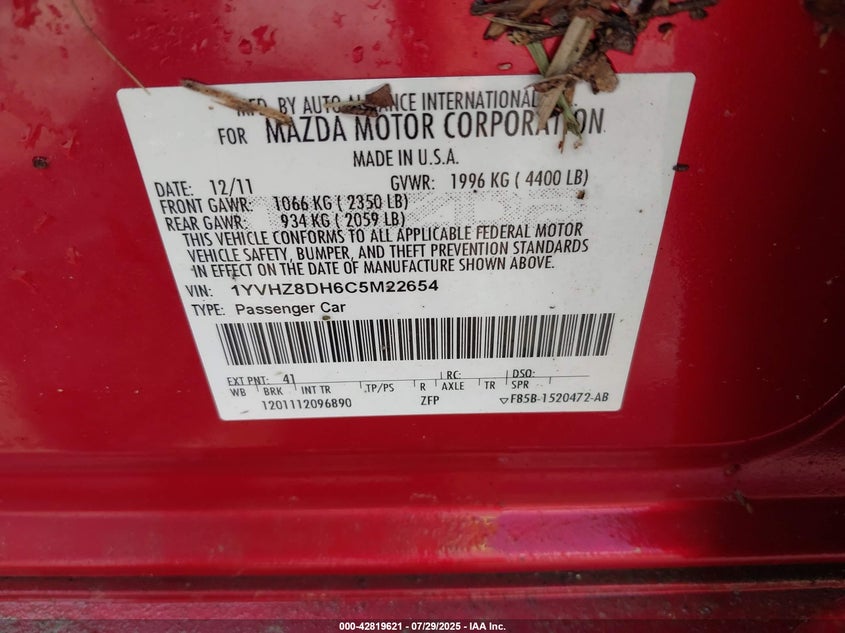 MFD. BY AUTO ALLIANCE INTERNATIONAL
FOR MAZDA MOTOR CORPORATION
MADE IN U.S.A.
DATE: 12/11 GVWR: 1996 KG ( 4400 LB)
FRONT GAWR: 1066 KG ( 2350 LB)
REAR GAWR: 934 KG ( 2059 LB)
THIS VEHICLE CONFORMS TO ALL APPLICABLE FEDERAL MOTOR
VEHICLE SAFETY, BUMPER, AND THEFT PREVENTION STANDARDS
IN EFFECT ON THE DATE OF MANUFACTURE SHOWN ABOVE.
VIN: 1YVHZ8DH6C5M22654
TYPE: Passenger Car
EXT PNT: 41 RC: DSO:
WB BRK INT TR TP/PS R AXLE TR SPR
1201112096890 ZFP F85B-1520472-AB
000-42819621 / 07/29/2025 - IAA, Inc.